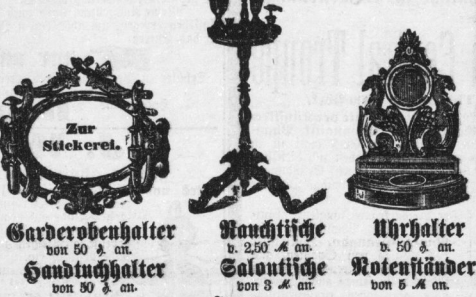 Zur
Stickerei.
Garderobenhalter
von 50 ₰. an.
Handtuchhalter
von 50 ₰. an.
Rauchtische
v. 2,50 ℳ an.
Salontische
von 3 ℳ an.
Uhrhalter
v. 50 ₰. an.
Notenständer
von 5 ℳ an.